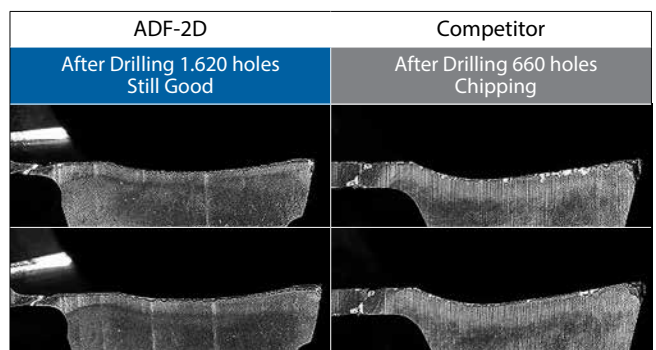 ADF-2D
Competitor
After Drilling 1.620 holes
Still Good
After Drilling 660 holes
Chipping